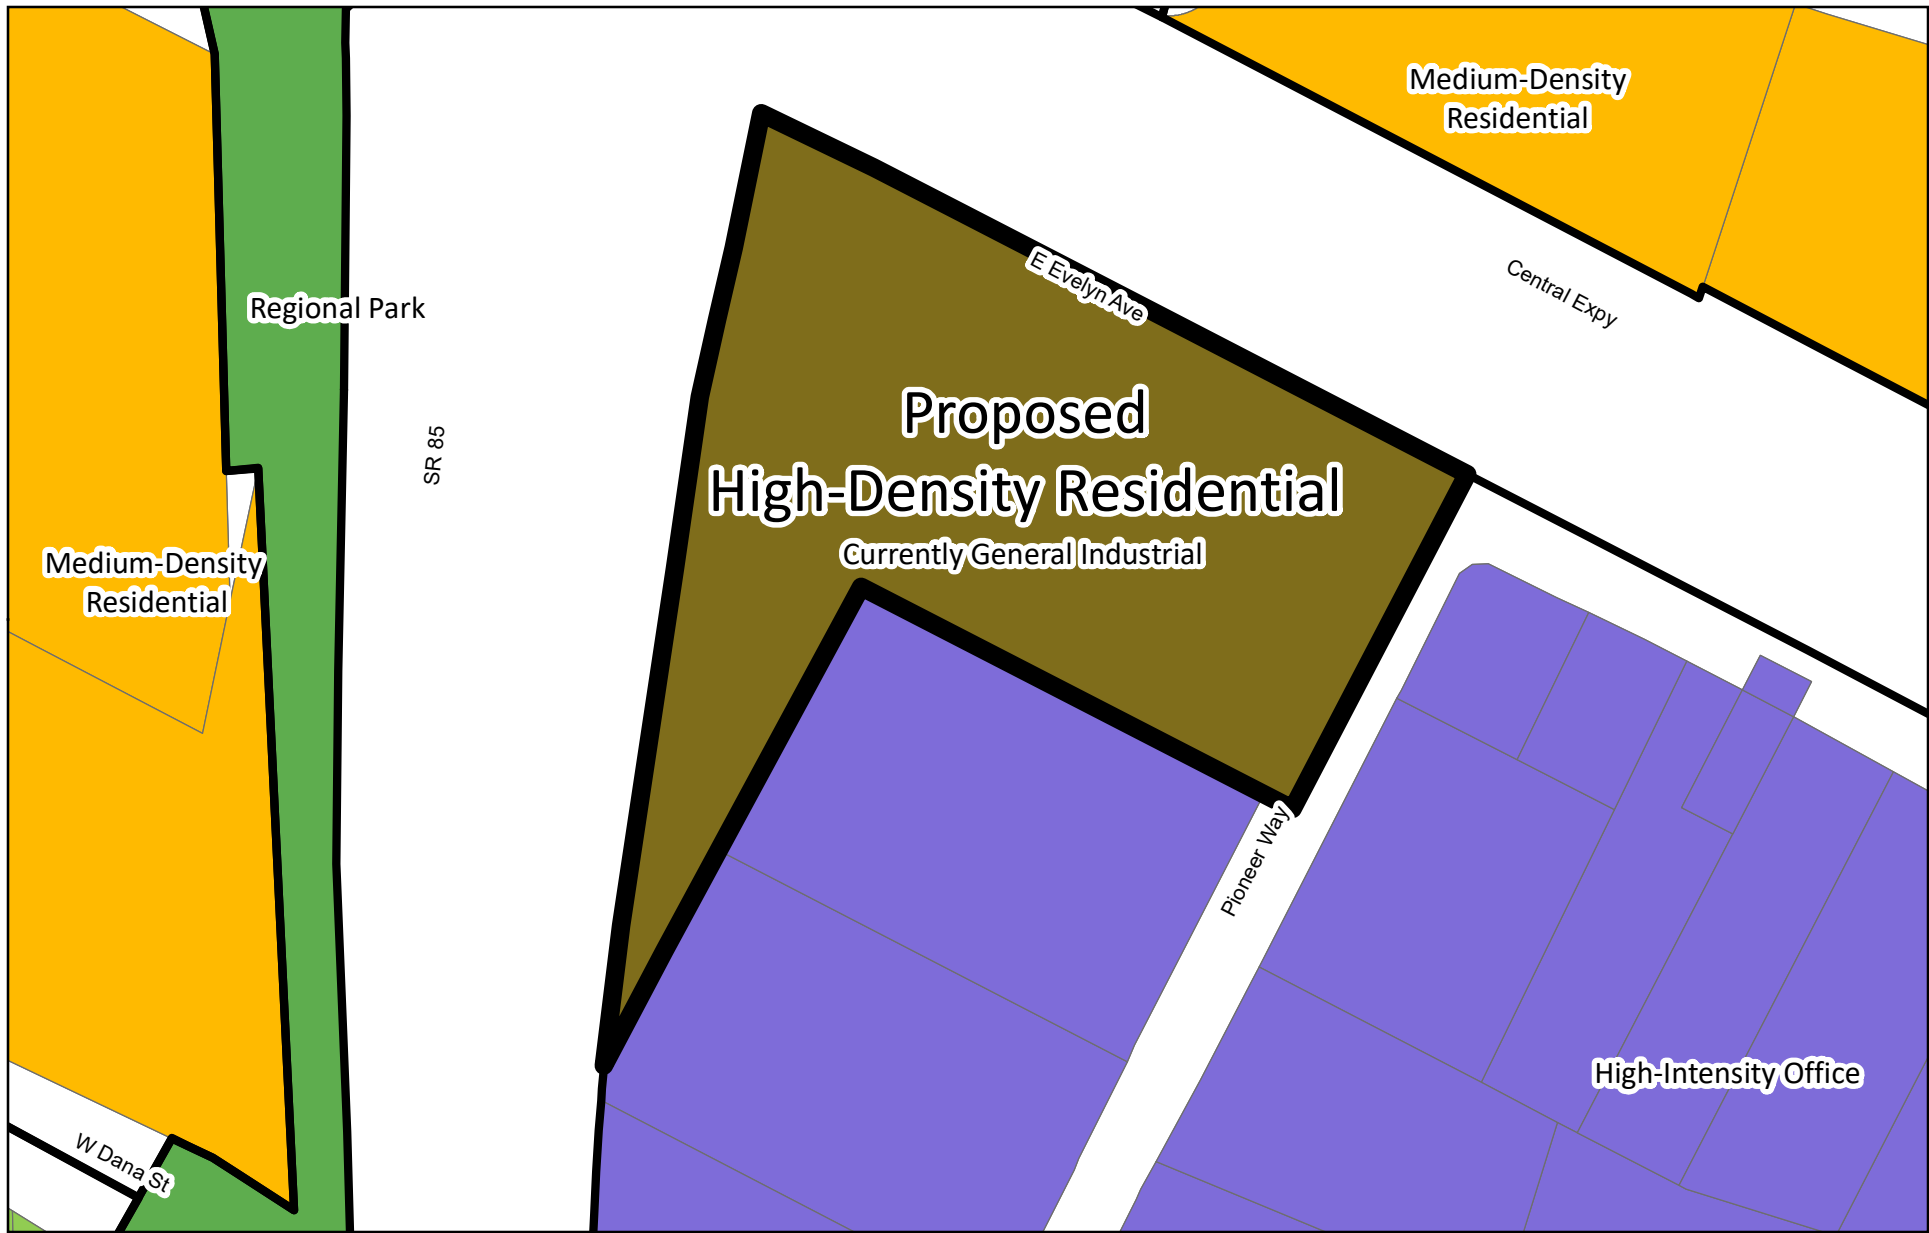 Medium-Density
Residential
E Evelyn Ave
Central Expy
Regional Park
SR 85
Proposed
High-Density Residential
Currently General Industrial
Medium-Density
Residential
Pioneer Way
High-Intensity Office
W Dana St